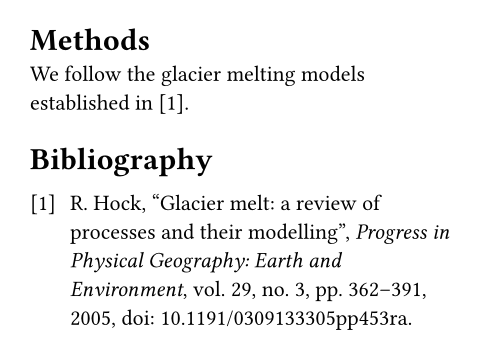 Methods
We follow the glacier melting models
established in [1].
Bibliography
[1] R. Hock, “Glacier melt: a review of
processes and their modelling”, Progress in
Physical Geography: Earth and
Environment, vol. 29, no. 3, pp. 362–391,
2005, doi: 10.1191/0309133305pp453ra.